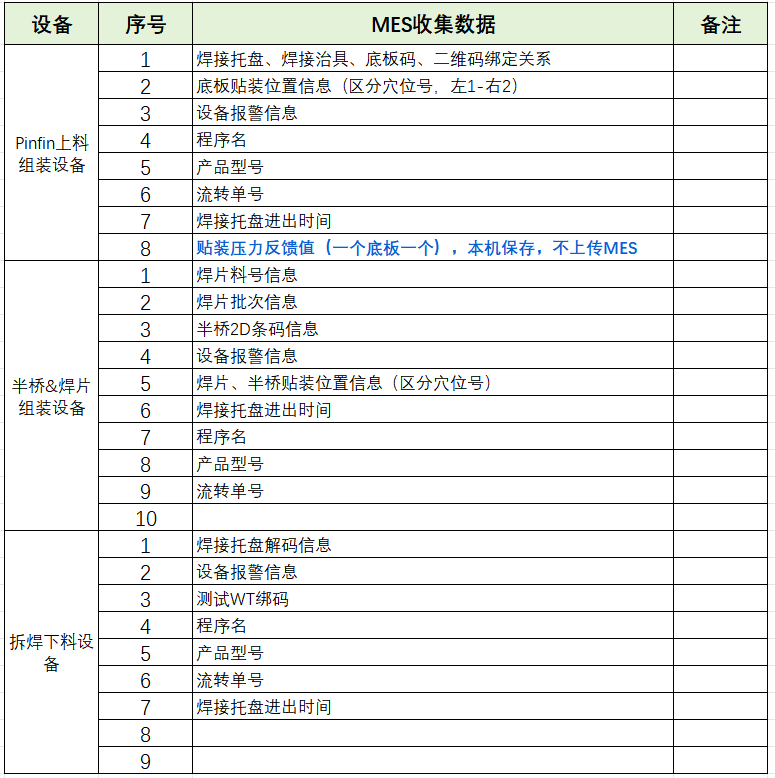 设备 序号 MES收集数据 备注
Pinfin上料
组装设备
1 焊接托盘、焊接治具、底板码、二维码绑定关系
2 底板贴装位置信息（区分穴位号，左1-右2）
3 设备报警信息
4 程序名
5 产品型号
6 流转单号
7 焊接托盘进出时间
8 贴装压力反馈值（一个底板一个），本机保存，不上传MES
半桥&焊片
组装设备
1 焊片料号信息
2 焊片批次信息
3 半桥2D条码信息
4 设备报警信息
5 焊片、半桥贴装位置信息（区分穴位号）
6 焊接托盘进出时间
7 程序名
8 产品型号
9 流转单号
10
拆焊下料设
备
1 焊接托盘解码信息
2 设备报警信息
3 测试WT绑码
4 程序名
5 产品型号
6 流转单号
7 焊接托盘进出时间
8
9